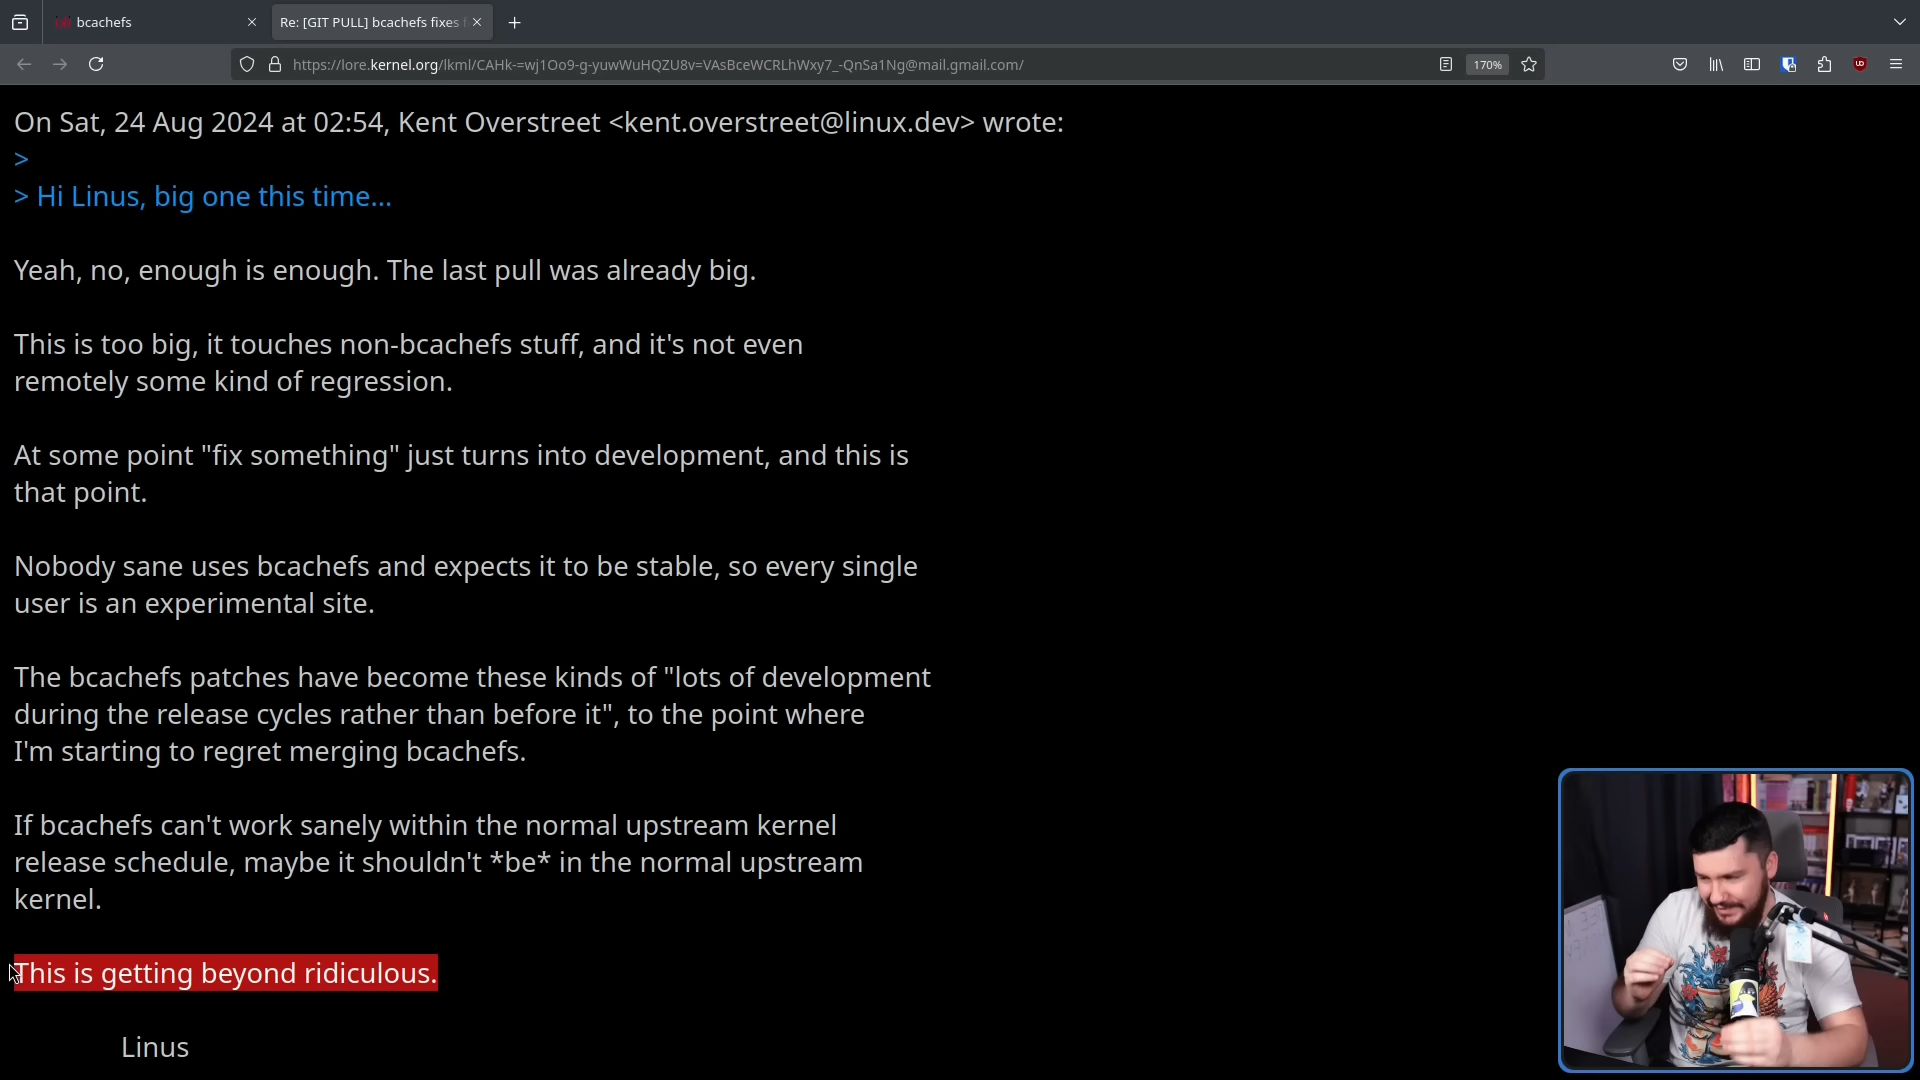 bcachefs
Re: [GIT PULL] bcachefs fixes
https://lore.kernel.org/lkml/CAHk-=wj1Oo9-g-yuwWuHQZU8v=VAsBceWCRLhWxy7_-QnSa1Ng@mail.gmail.com/
170%
On Sat, 24 Aug 2024 at 02:54, Kent Overstreet <kent.overstreet@linux.dev> wrote:
>
> Hi Linus, big one this time...
Yeah, no, enough is enough. The last pull was already big.
This is too big, it touches non-bcachefs stuff, and it's not even
remotely some kind of regression.
At some point "fix something" just turns into development, and this is
that point.
Nobody sane uses bcachefs and expects it to be stable, so every single
user is an experimental site.
The bcachefs patches have become these kinds of "lots of development
during the release cycles rather than before it", to the point where
I'm starting to regret merging bcachefs.
If bcachefs can't work sanely within the normal upstream kernel
release schedule, maybe it shouldn't *be* in the normal upstream
kernel.
This is getting beyond ridiculous.
Linus